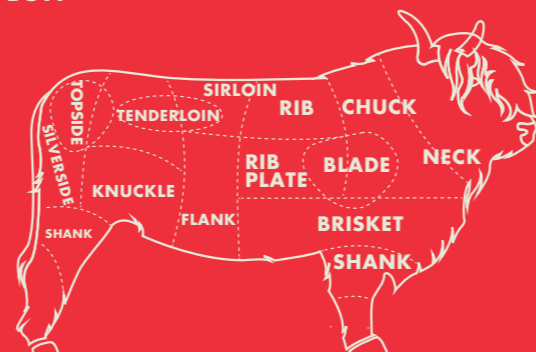 SIRLOIN
TOPSIDE
TENDERLOIN
RIB
CHUCK
SILVERSIDE
KNUCKLE
RIB
PLATE
BLADE
NECK
FLANK
BRISKET
SHANK
SHANK